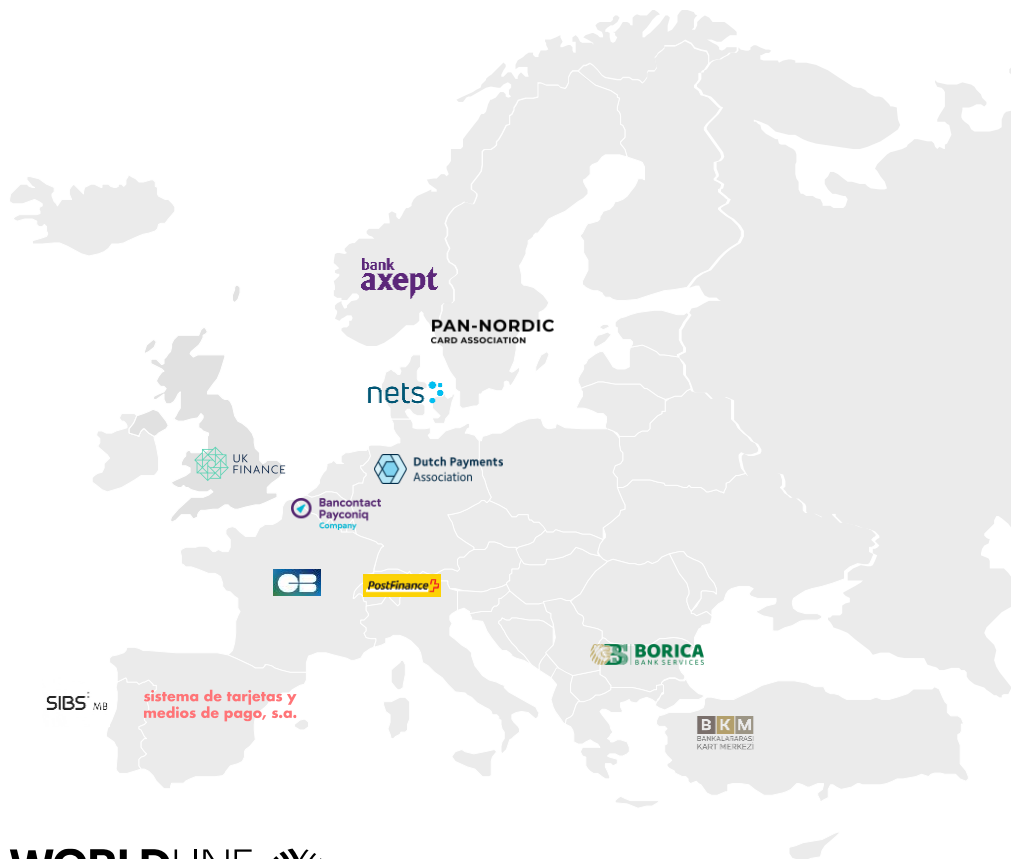 bank
axept
PAN-NORDIC
CARD ASSOCIATION
nets
UK
FINANCE
Dutch Payments
Association
Bancontact
Payconiq
Company
CB
PostFinance
BORICA
BANK SERVICES
SIBS MB
sistema de tarjetas y
medios de pago, s.a.
BKM
BANKALARARASI
KART MERKEZİ
WORLDLINE